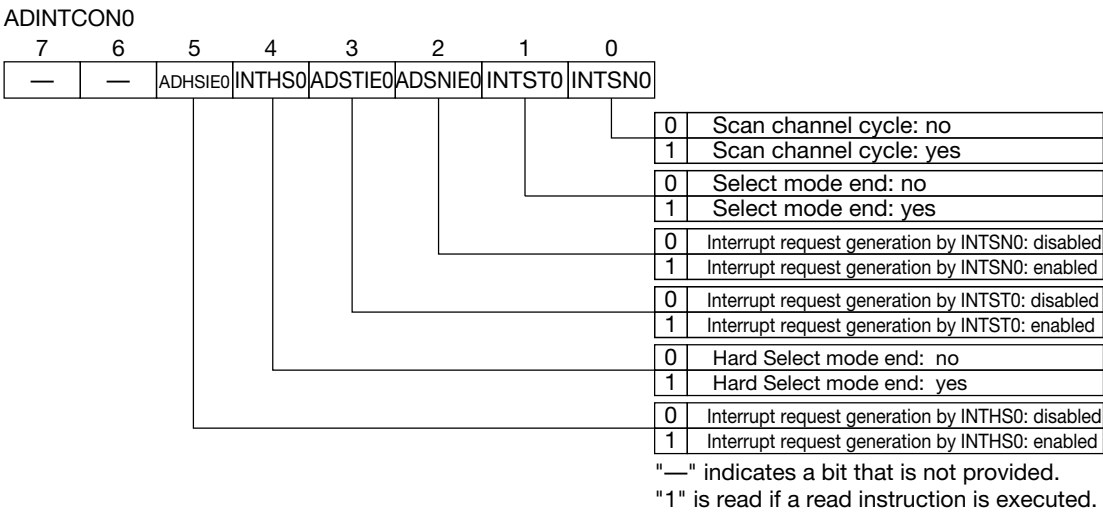 ADINTCON0
7 6 5 4 3 2 1 0
— — ADHSIE0 INTHS0 ADSTIE0 ADSNIE0 INTST0 INTSN0
0 Scan channel cycle: no
1 Scan channel cycle: yes
0 Select mode end: no
1 Select mode end: yes
0 Interrupt request generation by INTSN0: disabled
1 Interrupt request generation by INTSN0: enabled
0 Interrupt request generation by INTST0: disabled
1 Interrupt request generation by INTST0: enabled
0 Hard Select mode end: no
1 Hard Select mode end: yes
0 Interrupt request generation by INTHS0: disabled
1 Interrupt request generation by INTHS0: enabled
"—" indicates a bit that is not provided.
"1" is read if a read instruction is executed.